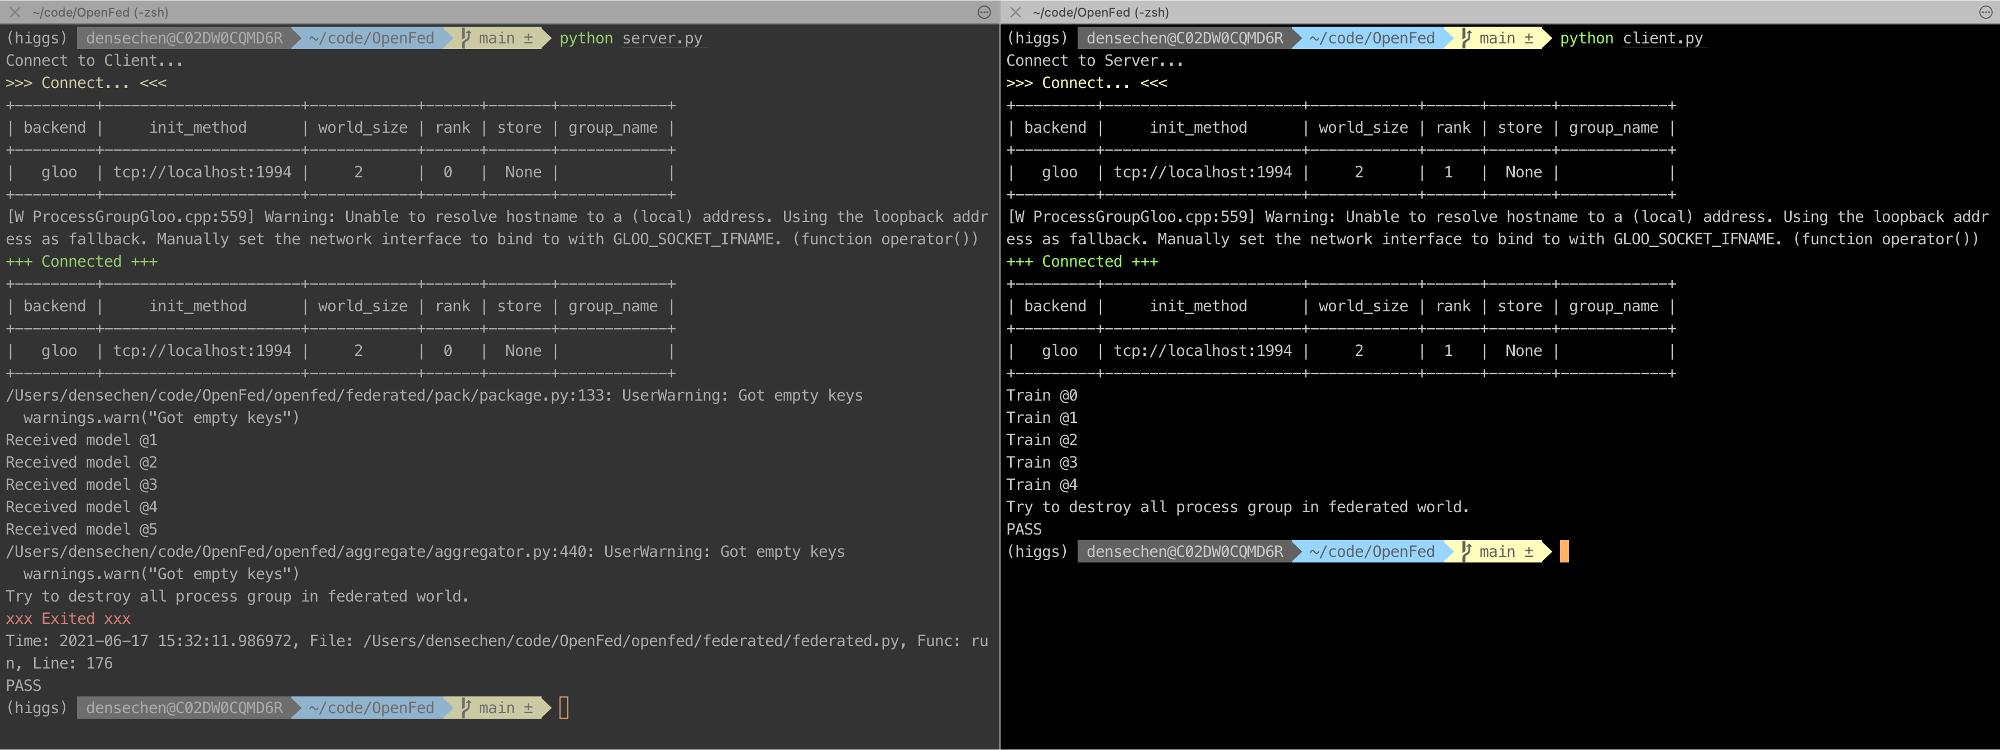 ~/code/OpenFed (-zsh)
(higgs) densechen@C02DW0CQMD6R ~/code/OpenFed main ± python server.py
Connect to Client...
>>> Connect... <<<
+---------+----------------------+------------+------+-------+------------+
| backend |     init_method      | world_size | rank | store | group_name |
+---------+----------------------+------------+------+-------+------------+
|   gloo  | tcp://localhost:1994 |     2      |  0   |  None |            |
+---------+----------------------+------------+------+-------+------------+
[W ProcessGroupGloo.cpp:559] Warning: Unable to resolve hostname to a (local) address. Using the loopback addr
ess as fallback. Manually set the network interface to bind to with GLOO_SOCKET_IFNAME. (function operator())
+++ Connected +++
+---------+----------------------+------------+------+-------+------------+
| backend |     init_method      | world_size | rank | store | group_name |
+---------+----------------------+------------+------+-------+------------+
|   gloo  | tcp://localhost:1994 |     2      |  0   |  None |            |
+---------+----------------------+------------+------+-------+------------+
/Users/densechen/code/OpenFed/openfed/federated/pack/package.py:133: UserWarning: Got empty keys
  warnings.warn("Got empty keys")
Received model @1
Received model @2
Received model @3
Received model @4
Received model @5
/Users/densechen/code/OpenFed/openfed/aggregate/aggregator.py:440: UserWarning: Got empty keys
  warnings.warn("Got empty keys")
Try to destroy all process group in federated world.
xxx Exited xxx
Time: 2021-06-17 15:32:11.986972, File: /Users/densechen/code/OpenFed/openfed/federated/federated.py, Func: ru
n, Line: 176
PASS
(higgs) densechen@C02DW0CQMD6R ~/code/OpenFed main ±
~/code/OpenFed (-zsh)
(higgs) densechen@C02DW0CQMD6R ~/code/OpenFed main ± python client.py
Connect to Server...
>>> Connect... <<<
+---------+----------------------+------------+------+-------+------------+
| backend |     init_method      | world_size | rank | store | group_name |
+---------+----------------------+------------+------+-------+------------+
|   gloo  | tcp://localhost:1994 |     2      |  1   |  None |            |
+---------+----------------------+------------+------+-------+------------+
[W ProcessGroupGloo.cpp:559] Warning: Unable to resolve hostname to a (local) address. Using the loopback addr
ess as fallback. Manually set the network interface to bind to with GLOO_SOCKET_IFNAME. (function operator())
+++ Connected +++
+---------+----------------------+------------+------+-------+------------+
| backend |     init_method      | world_size | rank | store | group_name |
+---------+----------------------+------------+------+-------+------------+
|   gloo  | tcp://localhost:1994 |     2      |  1   |  None |            |
+---------+----------------------+------------+------+-------+------------+
Train @0
Train @1
Train @2
Train @3
Train @4
Try to destroy all process group in federated world.
PASS
(higgs) densechen@C02DW0CQMD6R ~/code/OpenFed main ±